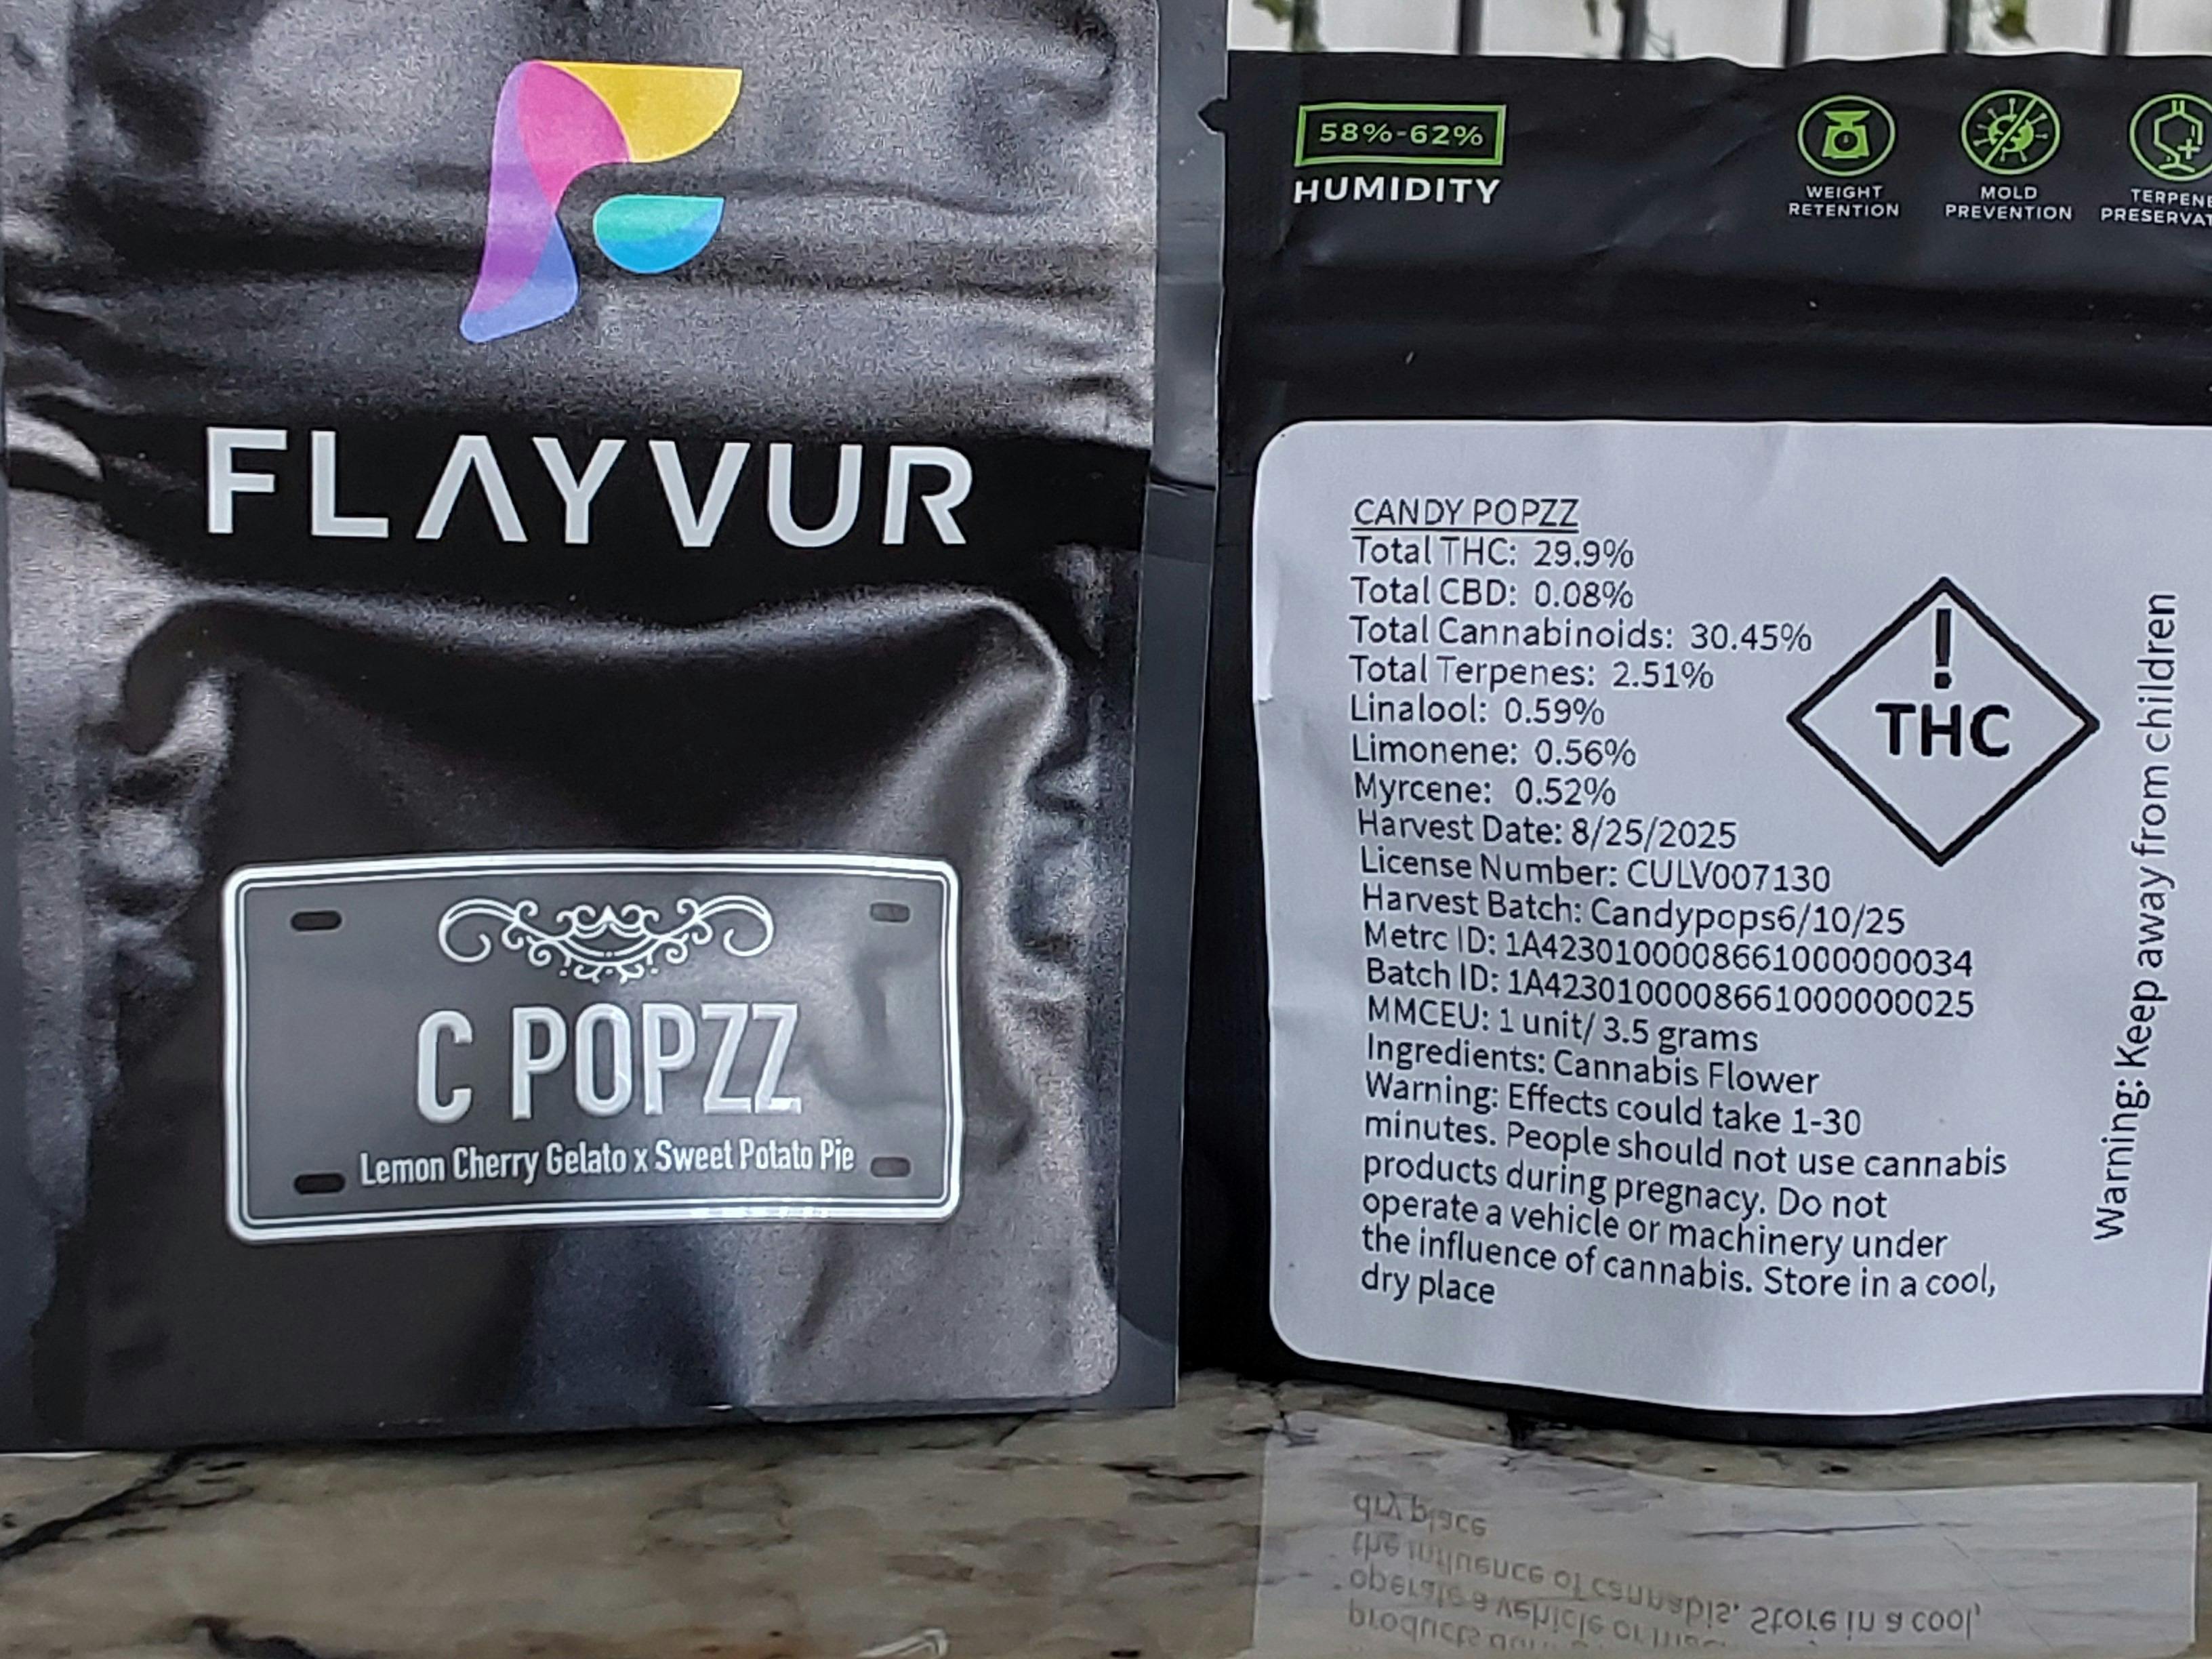 FLAYVUR
C POPZZ
Lemon Cherry Gelato x Sweet Potato Pie
58%-62%
HUMIDITY
WEIGHT
RETENTION
MOLD
PREVENTION
CANDY POPZZ
Total THC: 29.9%
Total CBD: 0.08%
Total Cannabinoids: 30.45%
Total Terpenes: 2.51%
Linalool: 0.59%
Limonene: 0.56%
Myrcene: 0.52%
Harvest Date: 8/25/2025
License Number: CULV007130
Harvest Batch: Candypops6/10/25
Metrc ID: 1A4230100008661000000034
Batch ID: 1A4230100008661000000025
MMCEU: 1 unit/ 3.5 grams
Ingredients: Cannabis Flower
Warning: Effects could take 1-30
minutes. People should not use cannabis
products during pregnacy. Do not
operate a vehicle or machinery under
the influence of cannabis. Store in a cool,
dry place
!
THC
Warning: Keep away from children